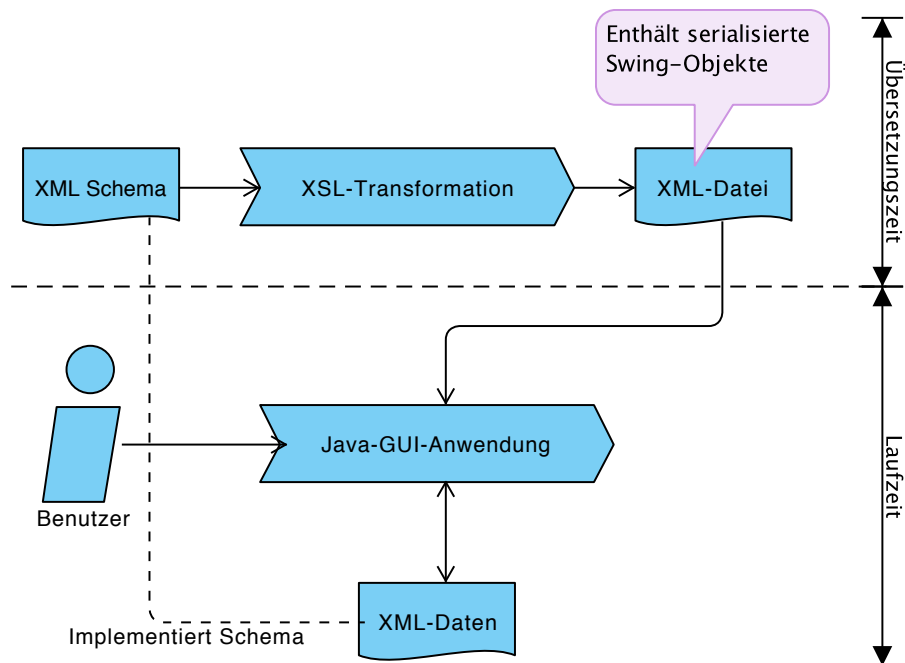 Enthält serialisierte
Swing-Objekte
Übersetzungszeit
XML Schema
XSL-Transformation
XML-Datei
Java-GUI-Anwendung
Laufzeit
Benutzer
XML-Daten
Implementiert Schema